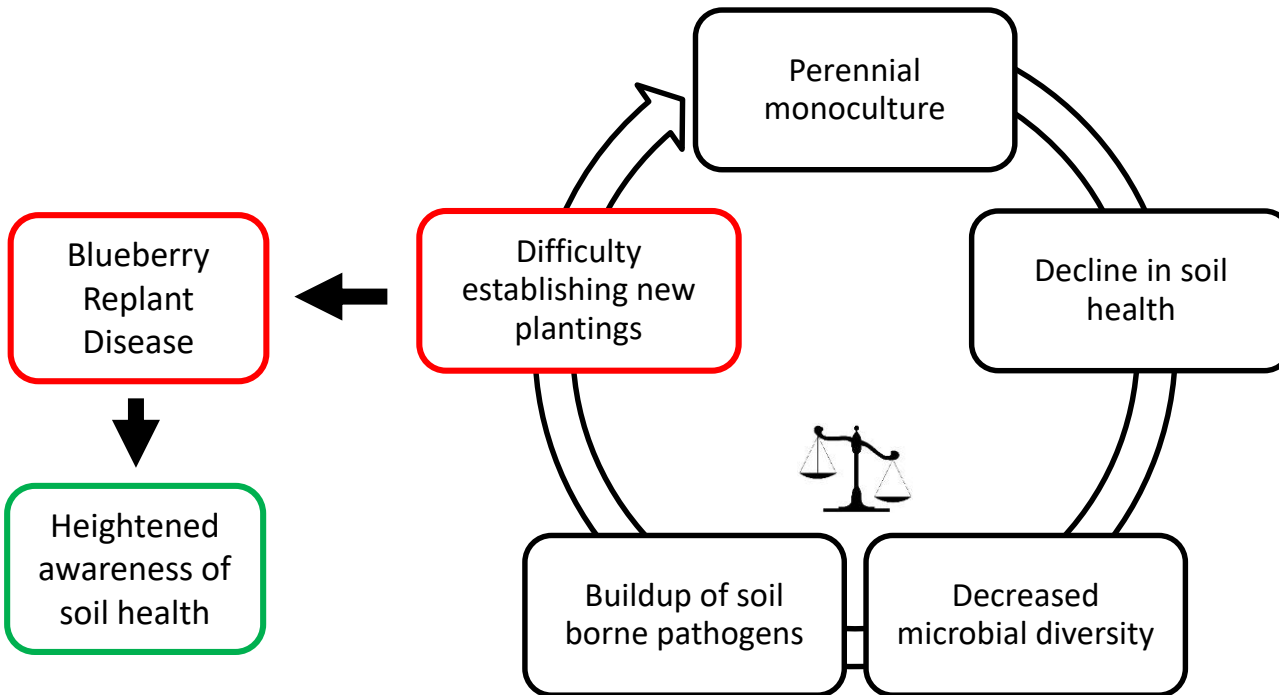 Perennial
monoculture
Decline in soil
health
Decreased
microbial diversity
Buildup of soil
borne pathogens
Difficulty
establishing new
plantings
Blueberry
Replant
Disease
Heightened
awareness of
soil health